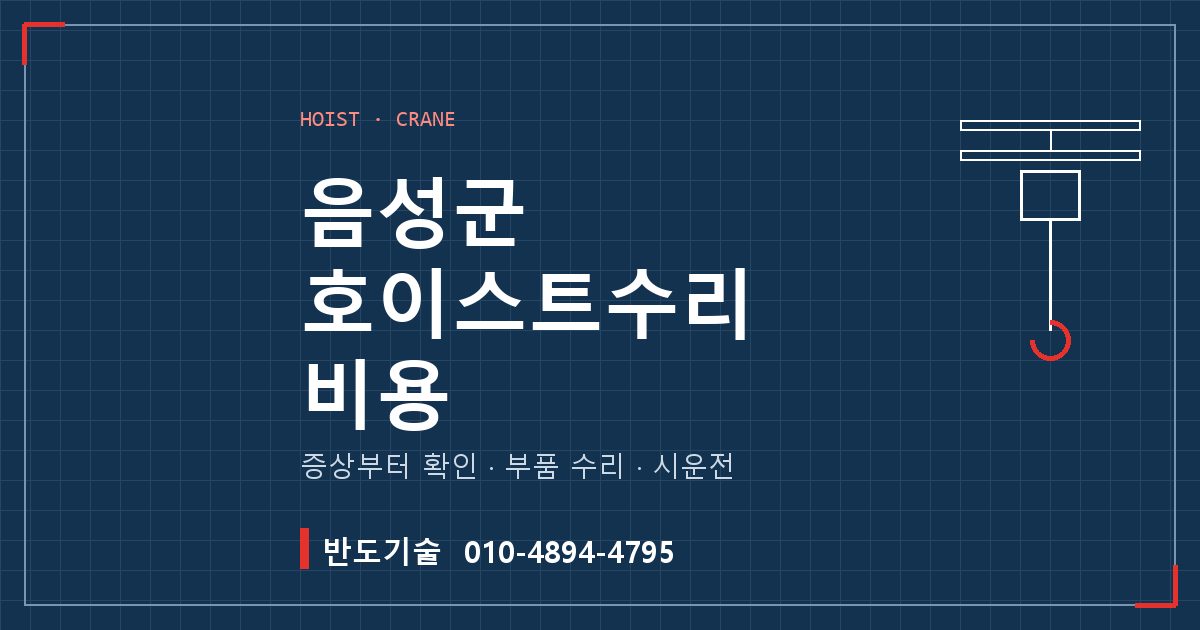 HOIST · CRANE
음성군
호이스트수리
비용
증상부터 확인 · 부품 수리 · 시운전
반도기술 010-4894-4795